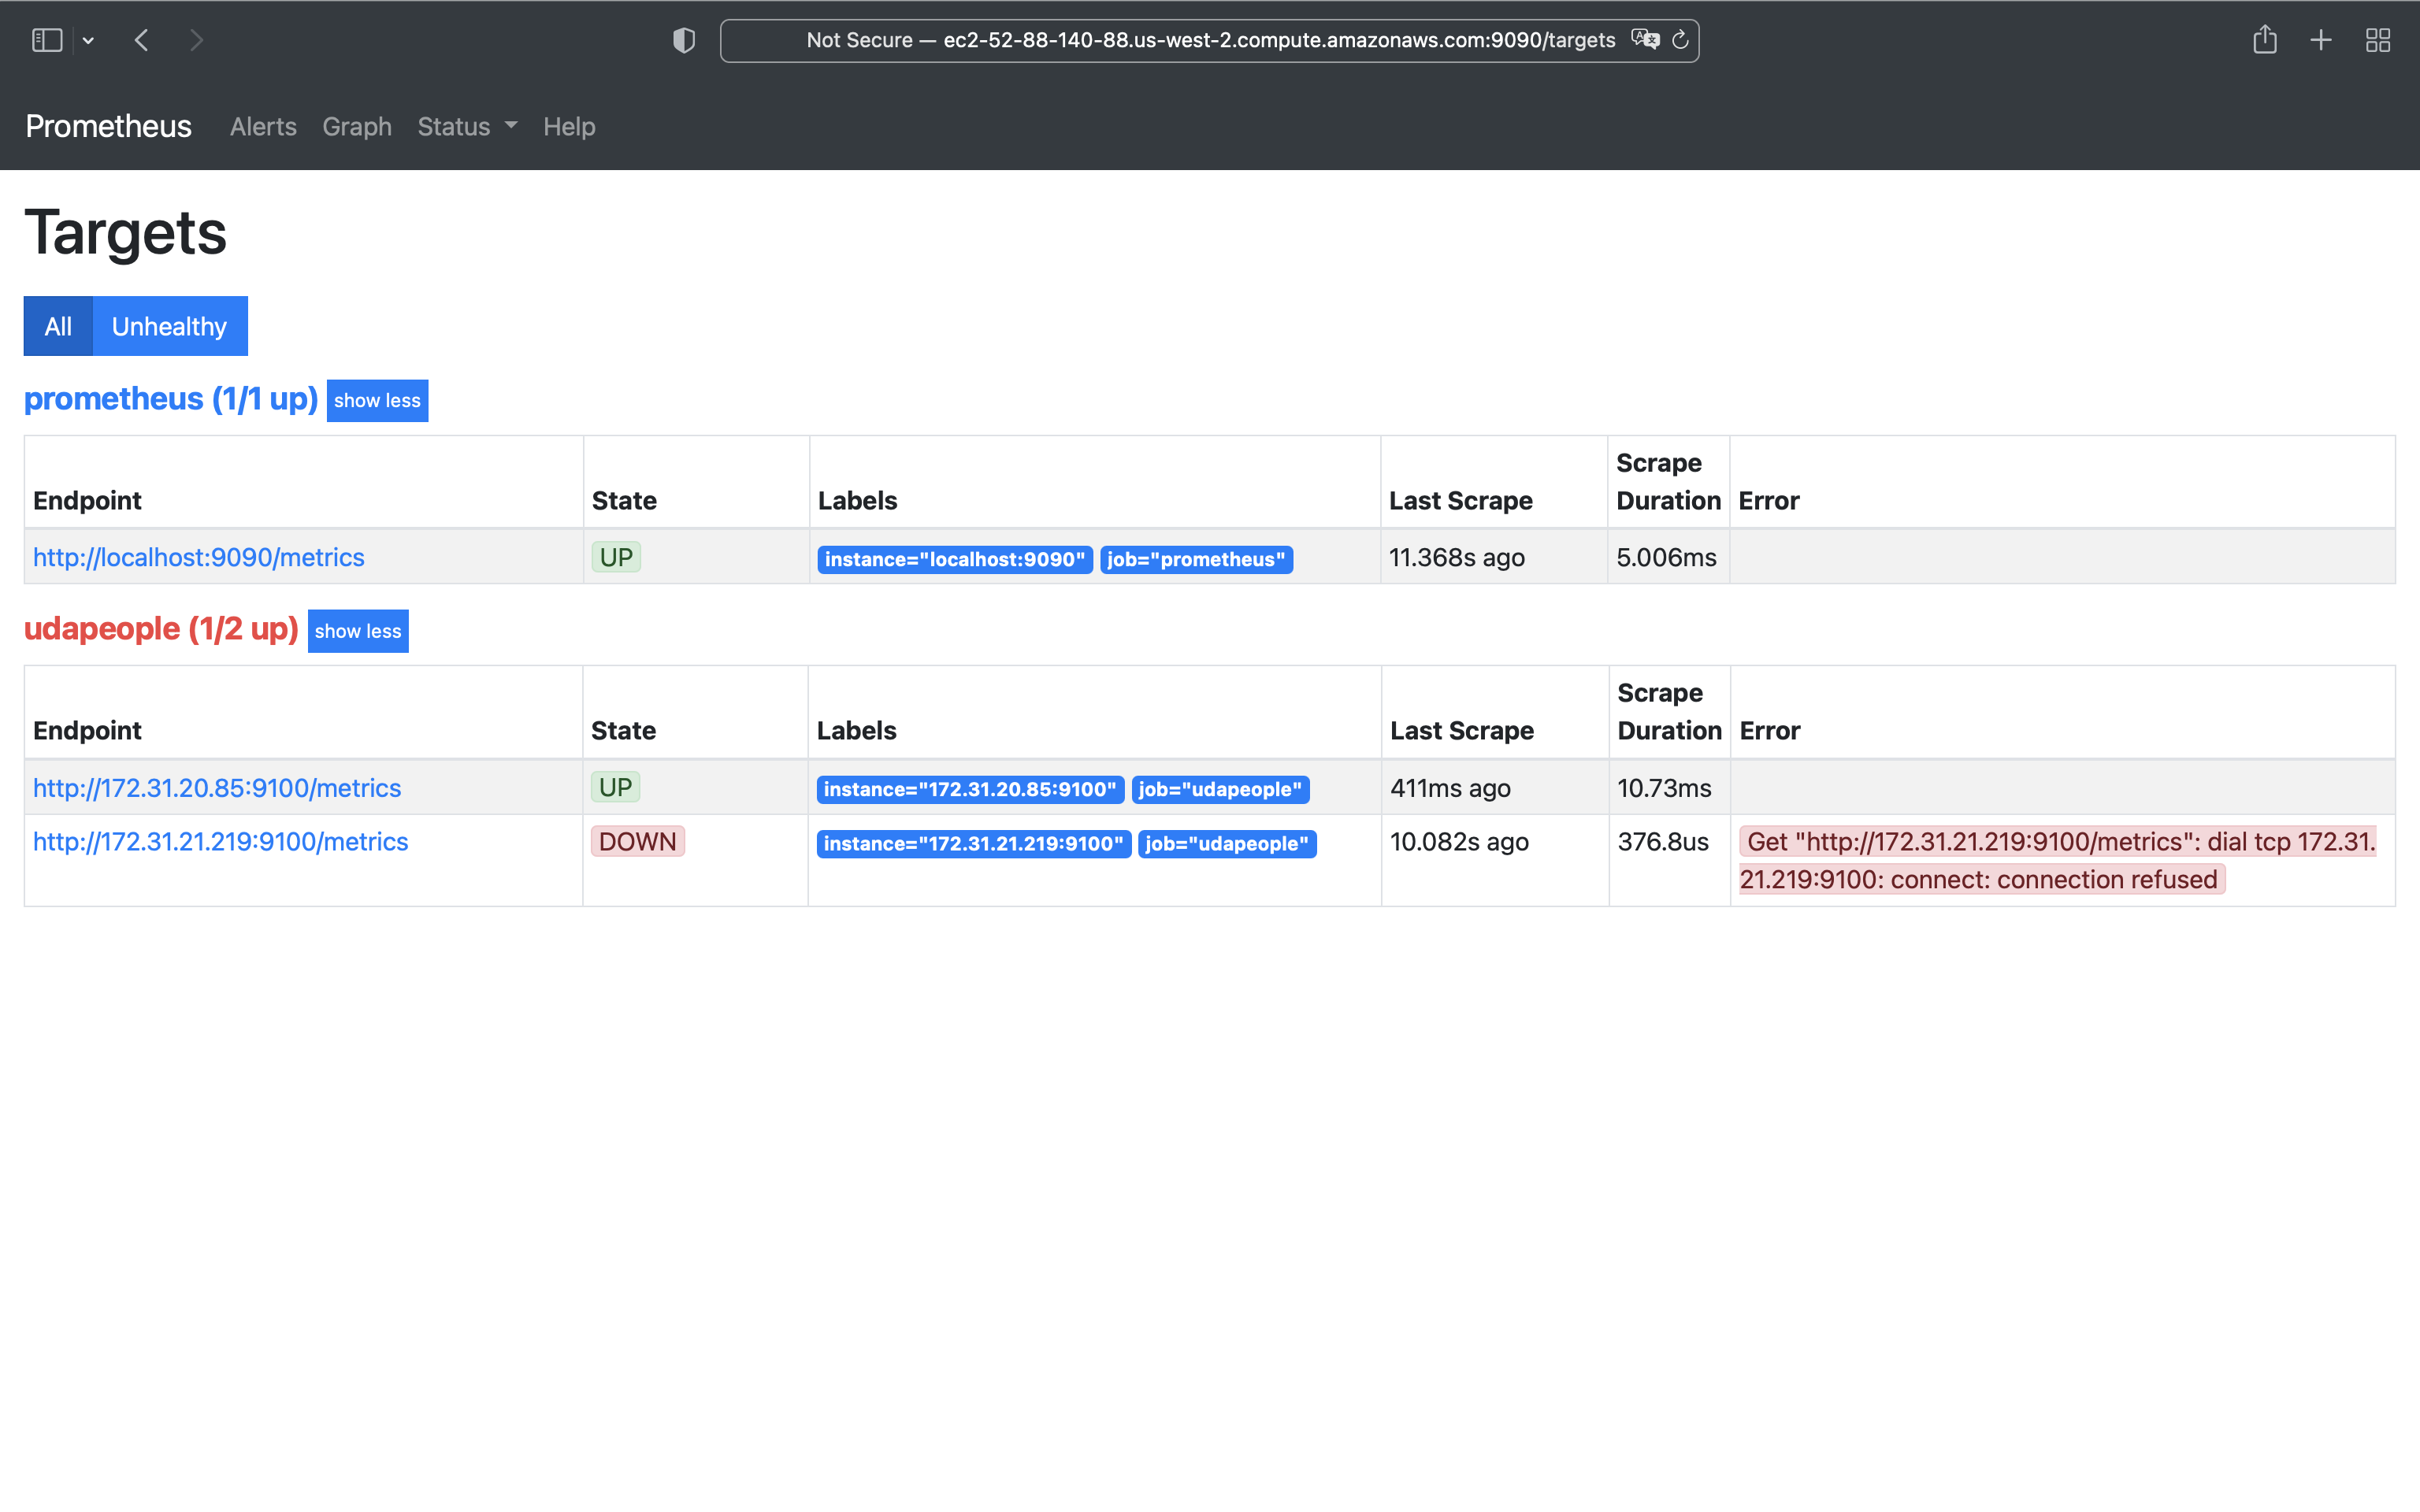 Not Secure — ec2-52-88-140-88.us-west-2.compute.amazonaws.com:9090/targets
Prometheus Alerts Graph Status Help
Targets
All Unhealthy
prometheus (1/1 up) show less
Endpoint State Labels Last Scrape Scrape Duration Error
http://localhost:9090/metrics UP instance="localhost:9090" job="prometheus" 11.368s ago 5.006ms
udapeople (1/2 up) show less
Endpoint State Labels Last Scrape Scrape Duration Error
http://172.31.20.85:9100/metrics UP instance="172.31.20.85:9100" job="udapeople" 411ms ago 10.73ms
http://172.31.21.219:9100/metrics DOWN instance="172.31.21.219:9100" job="udapeople" 10.082s ago 376.8us Get "http://172.31.21.219:9100/metrics": dial tcp 172.31.
21.219:9100: connect: connection refused